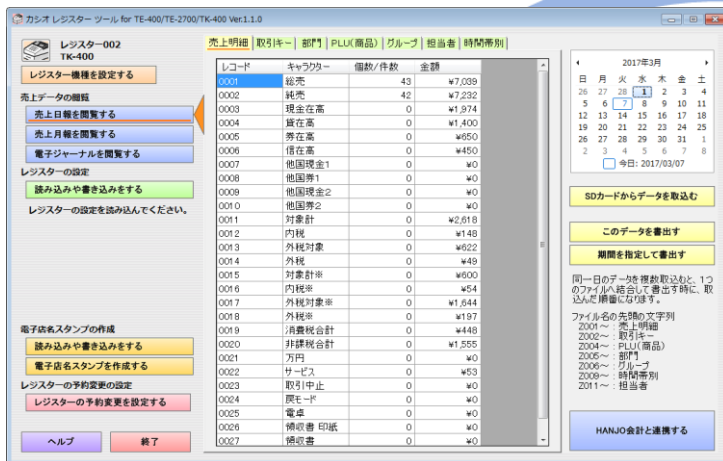 カシオ レジスター ツール for TE-400/TE-2700/TK-400 Ver.1.1.0
レジスター002
TK-400
レジスター機種を設定する
売上データの閲覧
売上日報を閲覧する
売上月報を閲覧する
電子ジャーナルを閲覧する
レジスターの設定
読み込みや書き込みをする
レジスターの設定を読み込んでください。
電子店名スタンプの作成
読み込みや書き込みをする
電子店名スタンプを作成する
レジスターの予約変更の設定
レジスターの予約変更を設定する
ヘルプ 終了
売上明細 取引キー 部門 PLU(商品) グループ 担当者 時間帯別
レコード キャラクター 個数/件数 金額
0001 総売 43 ¥7,039
0002 純売 42 ¥7,232
0003 現金在高 0 ¥1,974
0004 貸在高 0 ¥1,400
0005 券在高 0 ¥650
0006 信在高 0 ¥450
0007 他国現金1 0 ¥0
0008 他国券1 0 ¥0
0009 他国現金2 0 ¥0
0010 他国券2 0 ¥0
0011 対象計 0 ¥2,618
0012 内税 0 ¥148
0013 外税対象 0 ¥622
0014 外税 0 ¥49
0015 対象計※ 0 ¥600
0016 内税※ 0 ¥54
0017 外税対象※ 0 ¥1,644
0018 外税※ 0 ¥197
0019 消費税合計 0 ¥448
0020 非課税合計 0 ¥1,555
0021 万円 0 ¥0
0022 サービス 0 ¥53
0023 取引中止 0 ¥0
0024 戻モード 0 ¥0
0025 電卓 0 ¥0
0026 領収書 印紙 0 ¥0
0027 領収書 0 ¥0
2017年3月
日 月 火 水 木 金 土
26 27 28 1 2 3 4
5 6 7 8 9 10 11
12 13 14 15 16 17 18
19 20 21 22 23 24 25
26 27 28 29 30 31 1
2 3 4 5 6 7 8
今日: 2017/03/07
SDカードからデータを取込む
このデータを書出す
期間を指定して書出す
同一日のデータを複数取込むと、1つ
のファイルへ結合して書出す時に、取
込んだ順番になります。
ファイル名の先頭の文字列
2001～：売上明細
2002～：取引キー
2004～：PLU(商品)
2005～：部門
2006～：グループ
2009～：時間帯別
2011～：担当者
HANJO会計と連携する